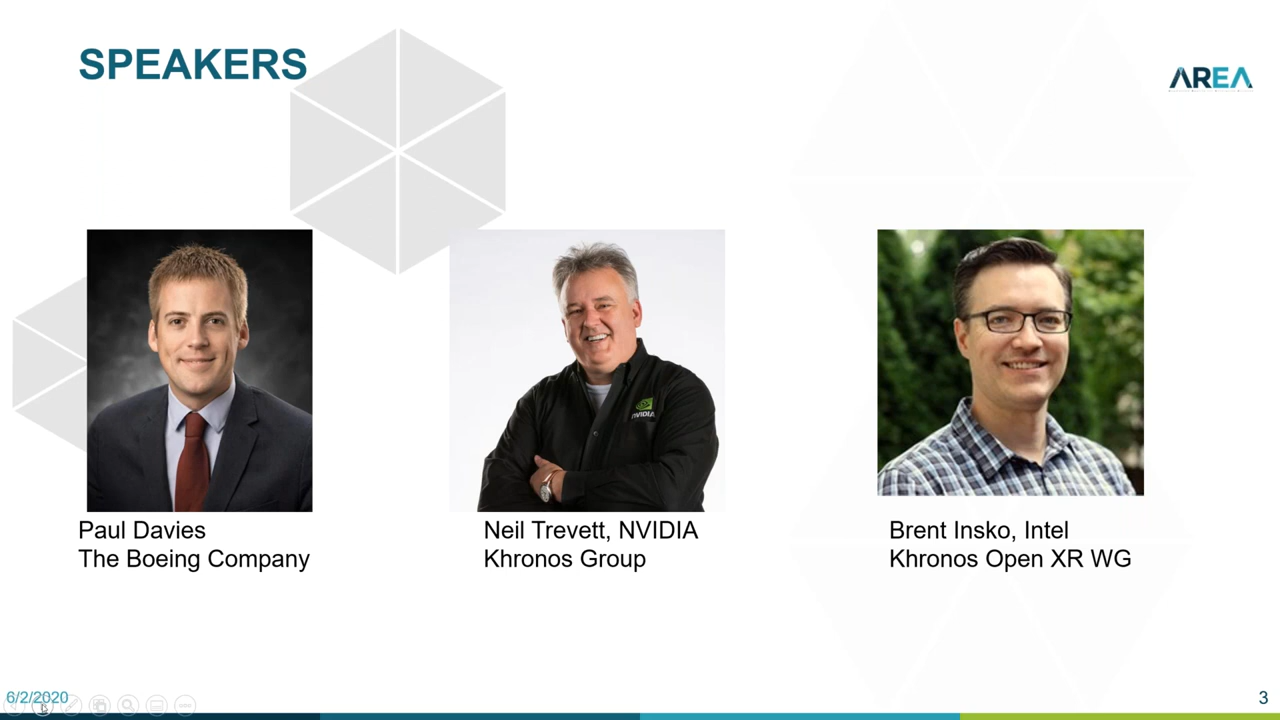 SPEAKERS
AREA
NVIDIA
Paul Davies
The Boeing Company
Neil Trevett, NVIDIA
Khronos Group
Brent Insko, Intel
Khronos Open XR WG
6/2/2020
3